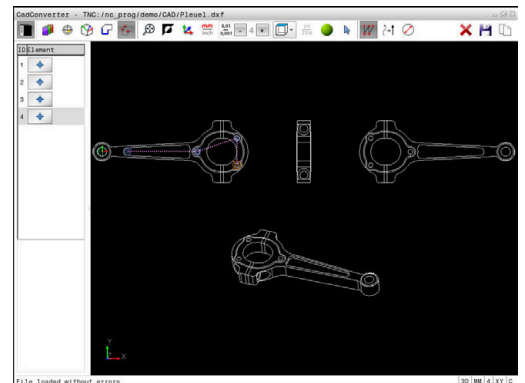 CadConverter - TNC:/nc_prog/demo/CAD/Pleuel.dxf
mm
inch
0,01
0,001
4
ID Element
1
2
3
4
Y
Z X
File loaded without errors
3D MM 4 XY C